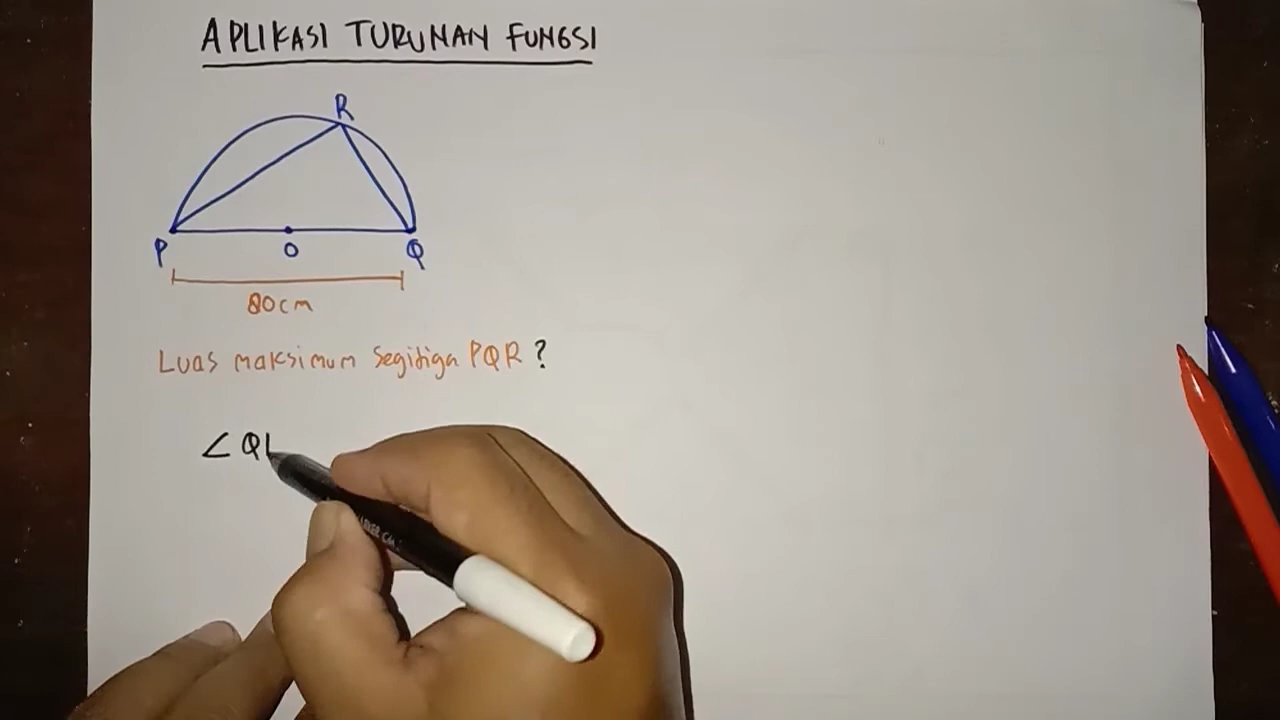 APLIKASI TURUNAN FUNGSI
R
P O Q
80cm
Luas maksimum segitiga PQR ?
∠ Q